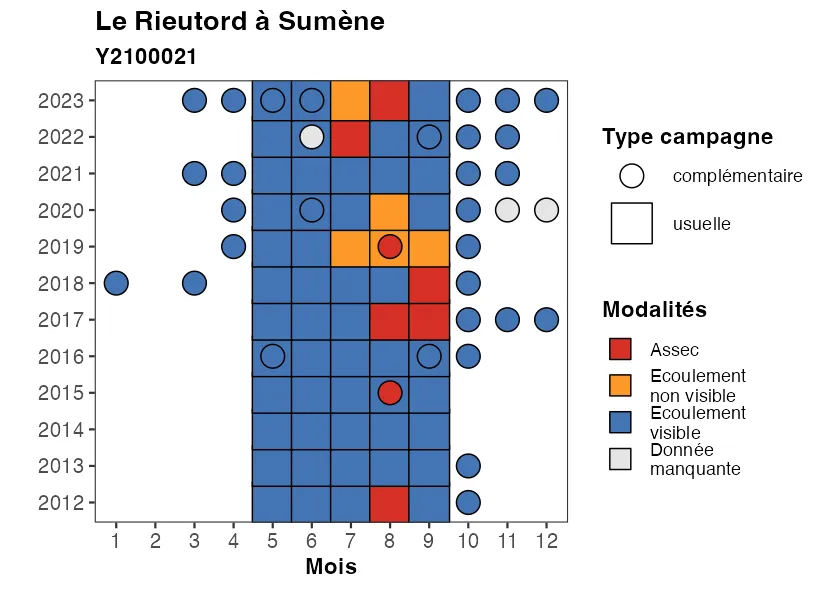 Le Rieutord à Sumène
Y2100021
2023
2022
2021
2020
2019
2018
2017
2016
2015
2014
2013
2012
1 2 3 4 5 6 7 8 9 10 11 12
Mois
Type campagne
complémentaire
usuelle
Modalités
Assec
Ecoulement
non visible
Ecoulement
visible
Donnée
manquante